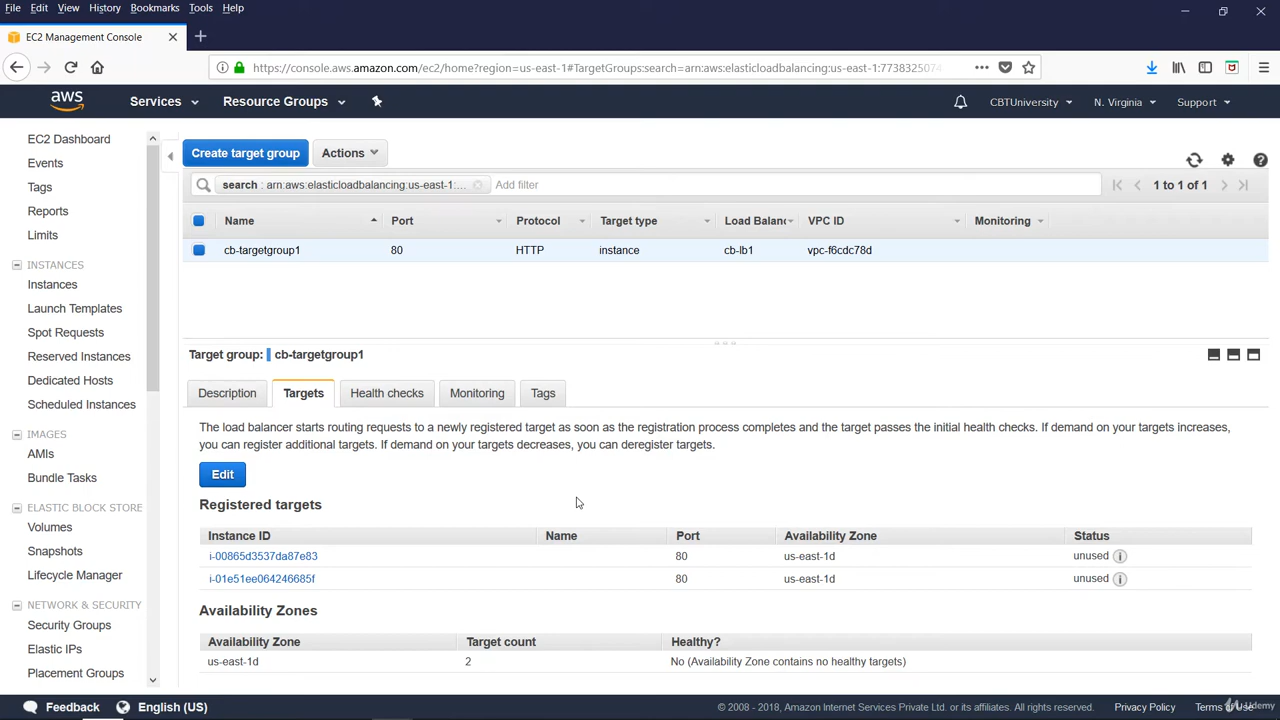 File Edit View History Bookmarks Tools Help
EC2 Management Console
https://console.aws.amazon.com/ec2/home?region=us-east-1#TargetGroups:search=arn:aws:elasticloadbalancing:us-east-1:7738325074
aws Services Resource Groups CBTUniversity N. Virginia Support
EC2 Dashboard
Events
Tags
Reports
Limits
INSTANCES
Instances
Launch Templates
Spot Requests
Reserved Instances
Dedicated Hosts
Scheduled Instances
IMAGES
AMIs
Bundle Tasks
ELASTIC BLOCK STORE
Volumes
Snapshots
Lifecycle Manager
NETWORK & SECURITY
Security Groups
Elastic IPs
Placement Groups
Create target group Actions
search : arn:aws:elasticloadbalancing:us-east-1:... Add filter 1 to 1 of 1
Name Port Protocol Target type Load Balanc VPC ID Monitoring
cb-targetgroup1 80 HTTP instance cb-lb1 vpc-f6cdc78d
Target group: cb-targetgroup1
Description Targets Health checks Monitoring Tags
The load balancer starts routing requests to a newly registered target as soon as the registration process completes and the target passes the initial health checks. If demand on your targets increases,
you can register additional targets. If demand on your targets decreases, you can deregister targets.
Edit
Registered targets
Instance ID Name Port Availability Zone Status
i-00865d3537da87e83 80 us-east-1d unused
i-01e51ee064246685f 80 us-east-1d unused
Availability Zones
Availability Zone Target count Healthy?
us-east-1d 2 No (Availability Zone contains no healthy targets)
Feedback English (US) © 2008 - 2018, Amazon Internet Services Private Ltd. or its affiliates. All rights reserved. Privacy Policy Terms of Use
Udemy